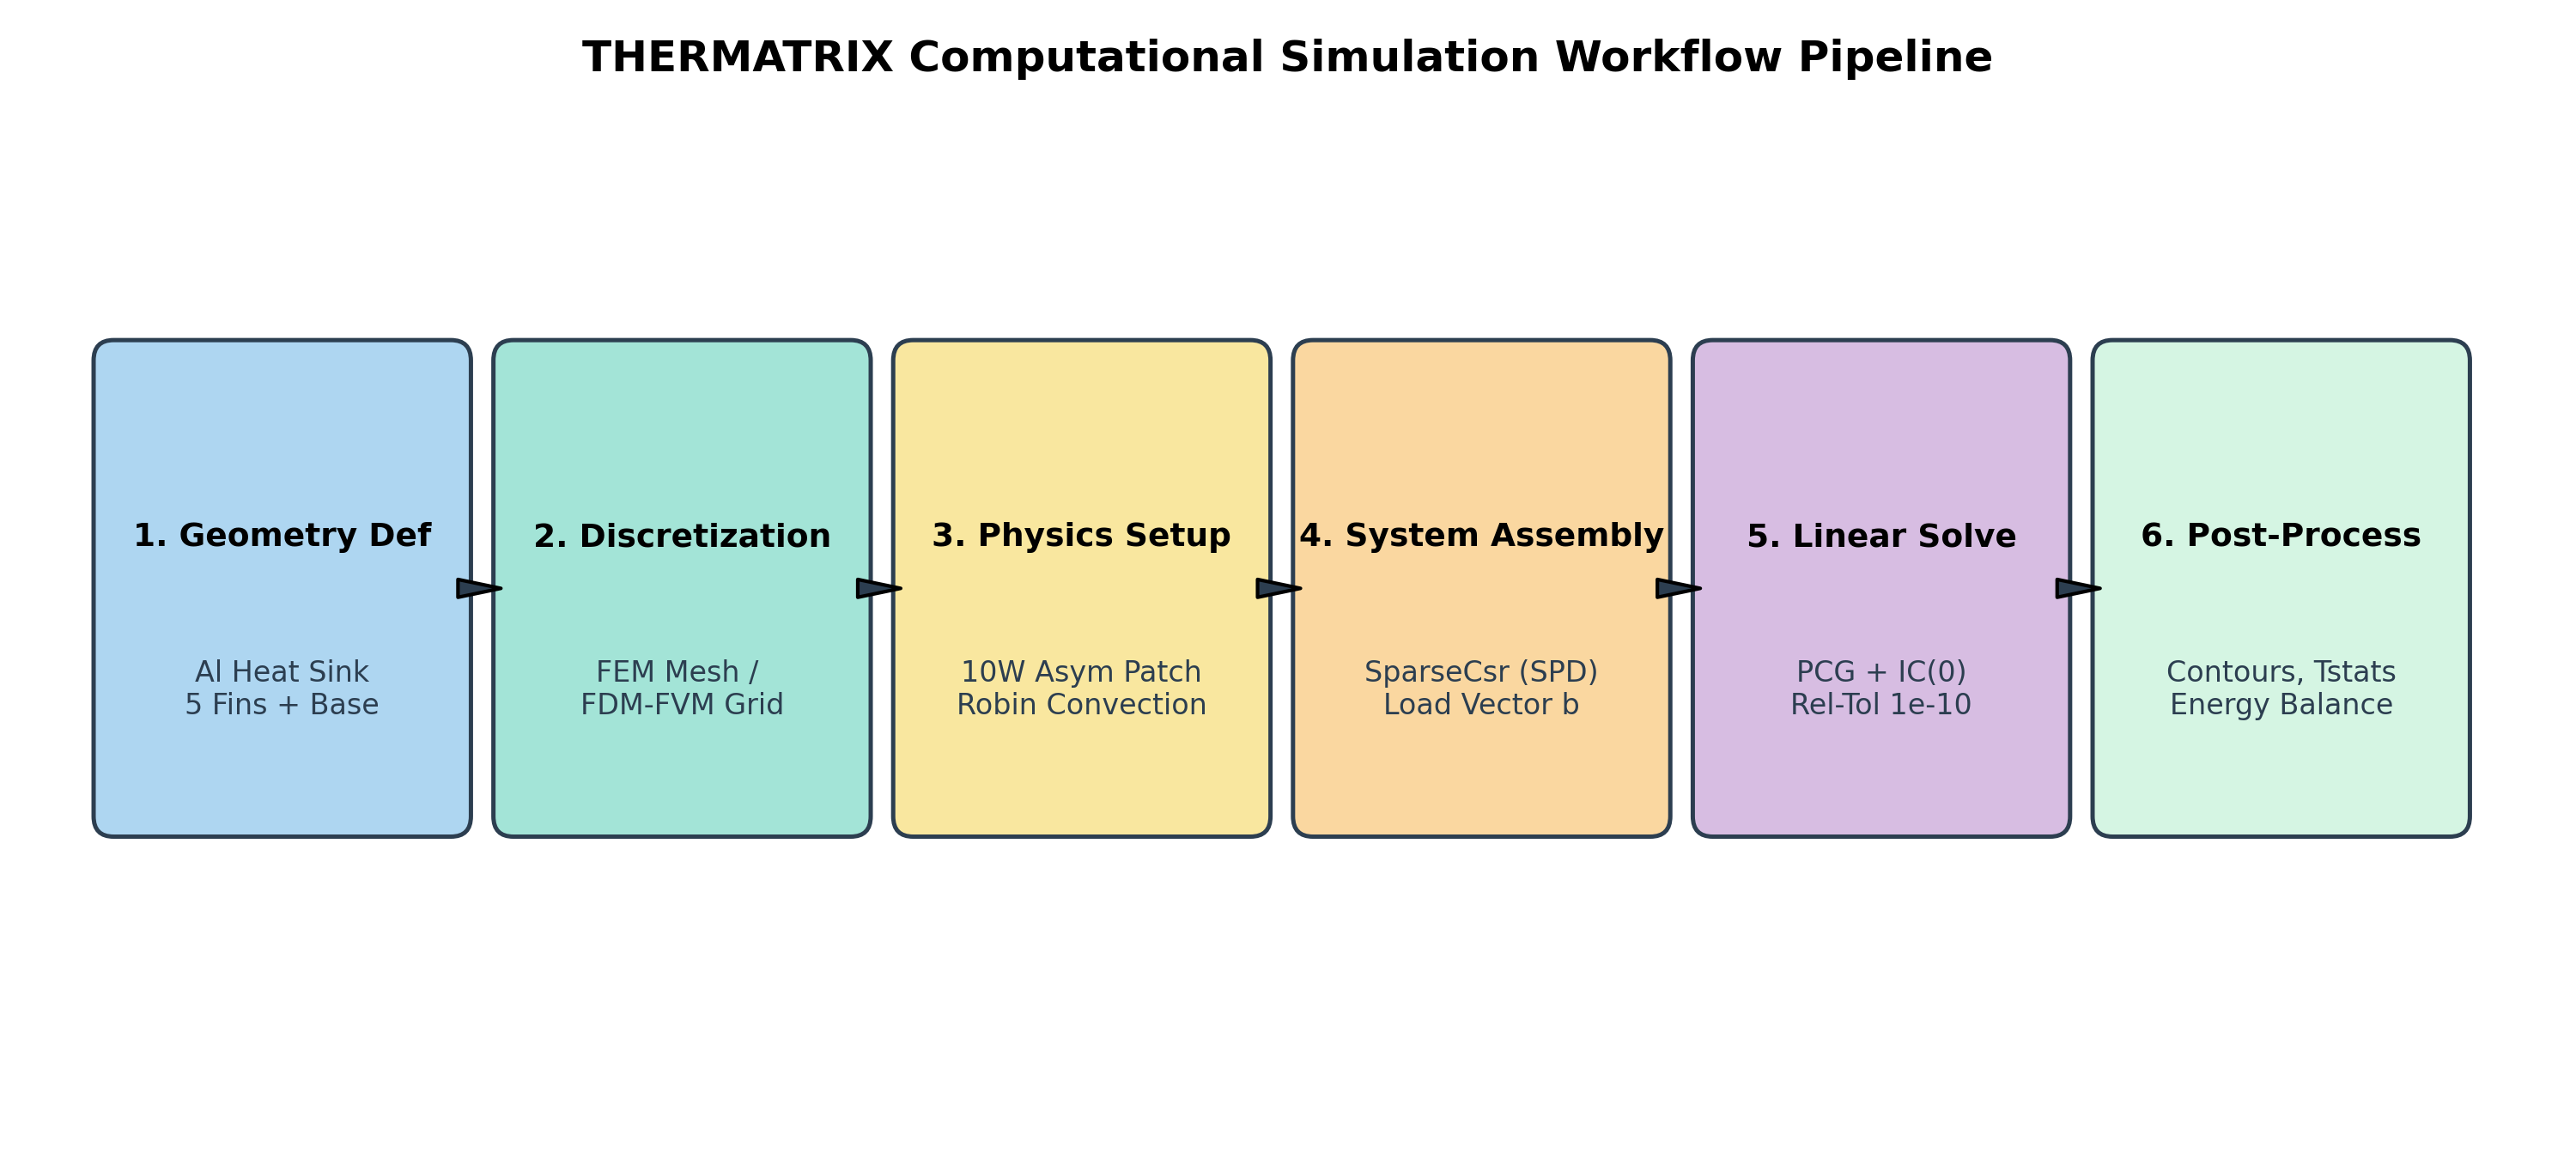 THERMATRIX Computational Simulation Workflow Pipeline
1. Geometry Def
Al Heat Sink
5 Fins + Base
2. Discretization
FEM Mesh /
FDM-FVM Grid
3. Physics Setup
10W Asym Patch
Robin Convection
4. System Assembly
SparseCsr (SPD)
Load Vector b
5. Linear Solve
PCG + IC(0)
Rel-Tol 1e-10
6. Post-Process
Contours, Tstats
Energy Balance